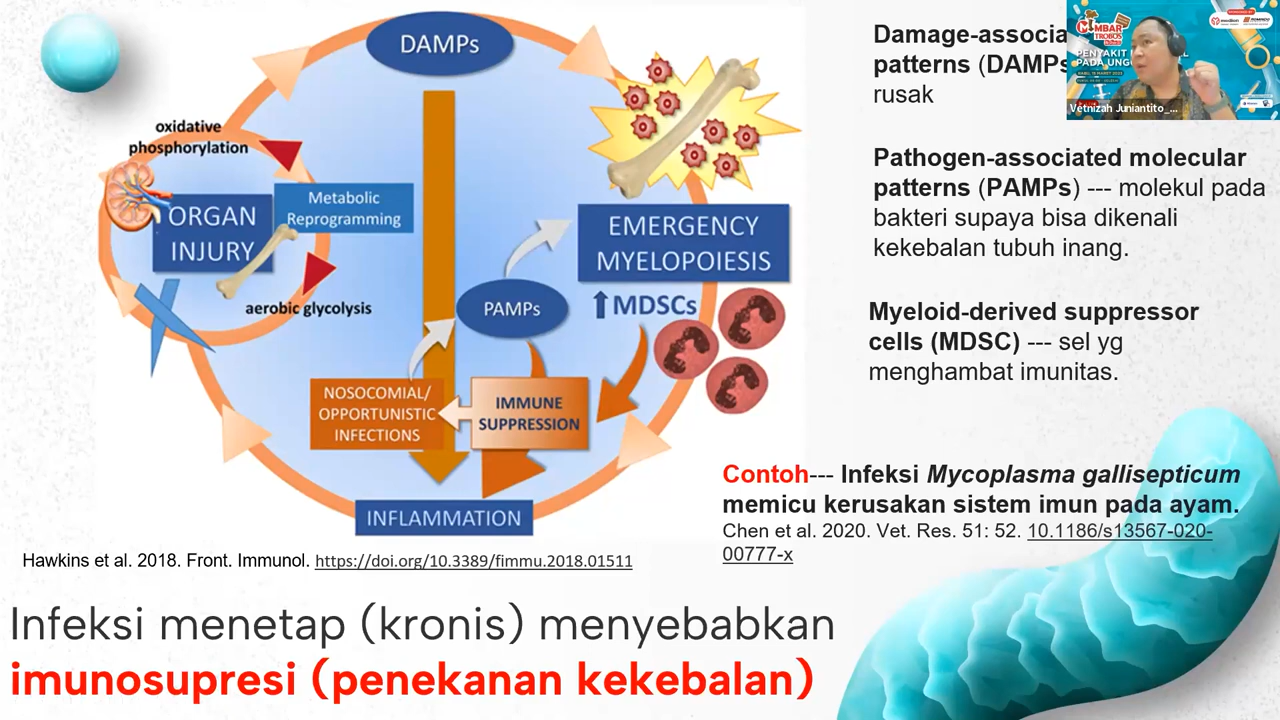 DAMPs
oxidative
phosphorylation
ORGAN
INJURY
Metabolic
Reprogramming
aerobic glycolysis
EMERGENCY
MYELOPOIESIS
PAMPs
MDSCs
NOSOCOMIAL/
OPPORTUNISTIC
INFECTIONS
IMMUNE
SUPPRESSION
INFLAMMATION
Hawkins et al. 2018. Front. Immunol. https://doi.org/10.3389/fimmu.2018.01511
Damage-associa
patterns (DAMPs
rusak
MIMBAR
TROBOS
PENYAKIT
PADA UNGG
Vetnizah Juniantito_...
Pathogen-associated molecular
patterns (PAMPs) --- molekul pada
bakteri supaya bisa dikenali
kekebalan tubuh inang.
Myeloid-derived suppressor
cells (MDSC) --- sel yg
menghambat imunitas.
Contoh--- Infeksi Mycoplasma gallisepticum
memicu kerusakan sistem imun pada ayam.
Chen et al. 2020. Vet. Res. 51: 52. 10.1186/s13567-020-
00777-x
Infeksi menetap (kronis) menyebabkan
imunosupresi (penekanan kekebalan)